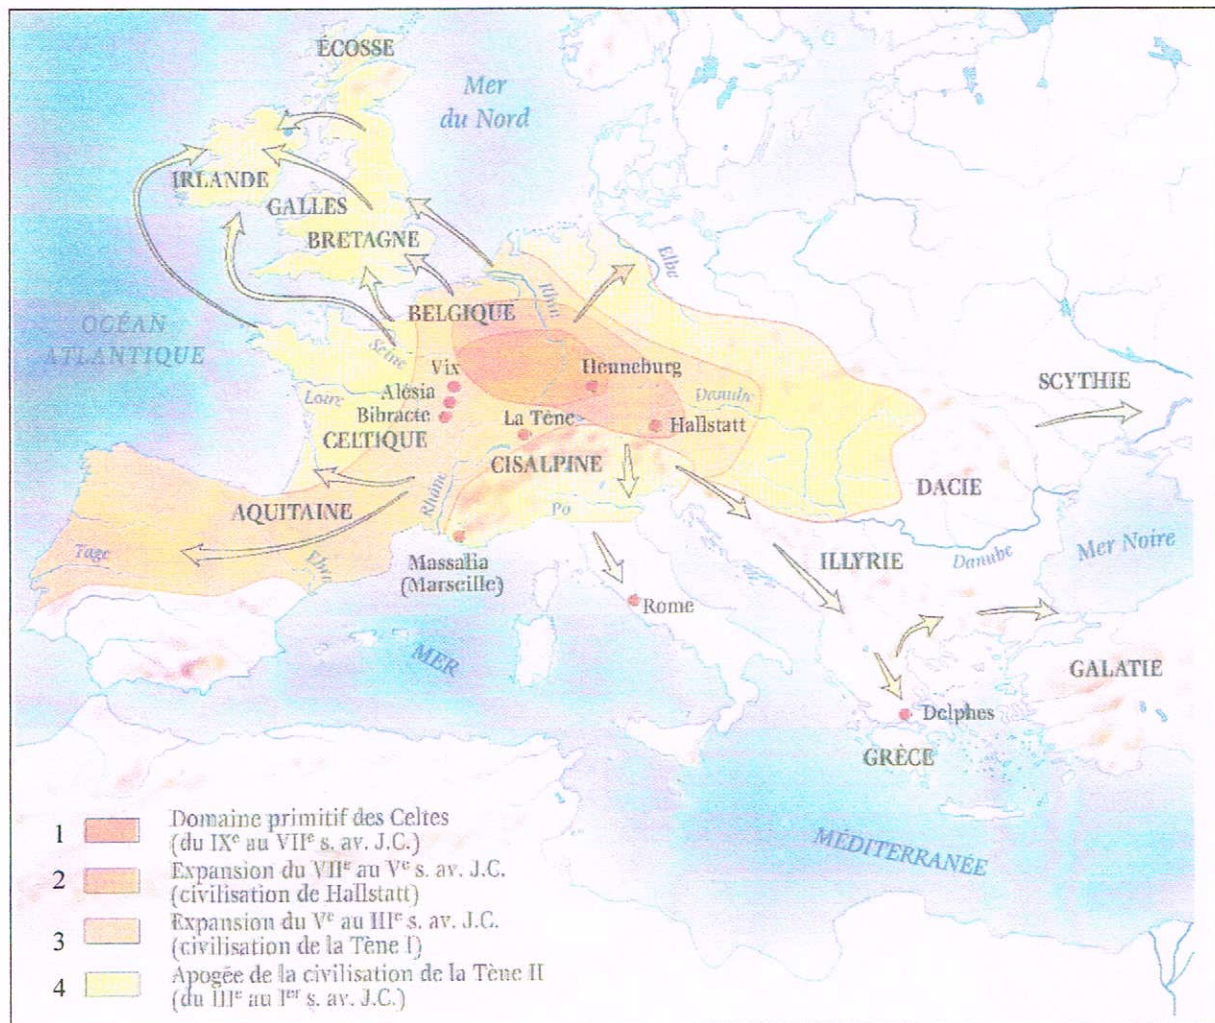 ÉCOSSE
Mer
du Nord
IRLANDE
GALLES
BRETAGNE
Elbe
Rhin
BELGIQUE
OCÉAN
ATLANTIQUE
Seine
Vix
Henneburg
SCYTHIE
Alésia
Loire
Danube
Bibracte
La Tène
Hallstatt
CELTIQUE
CISALPINE
DACIE
Rhône
AQUITAINE
Po
Mer Noire
Tage
Ebre
Massalia
(Marseille)
ILLYRIE
Danube
Rome
MER
GALATIE
Delphes
GRÈCE
MÉDITERRANÉE
1 Domaine primitif des Celtes
(du IXe au VIIe s. av. J.C.)
2 Expansion du VIIe au Ve s. av. J.C.
(civilisation de Hallstatt)
3 Expansion du Ve au IIIe s. av. J.C.
(civilisation de la Tène I)
4 Apogée de la civilisation de la Tène II
(du IIIe au Ier s. av. J.C.)